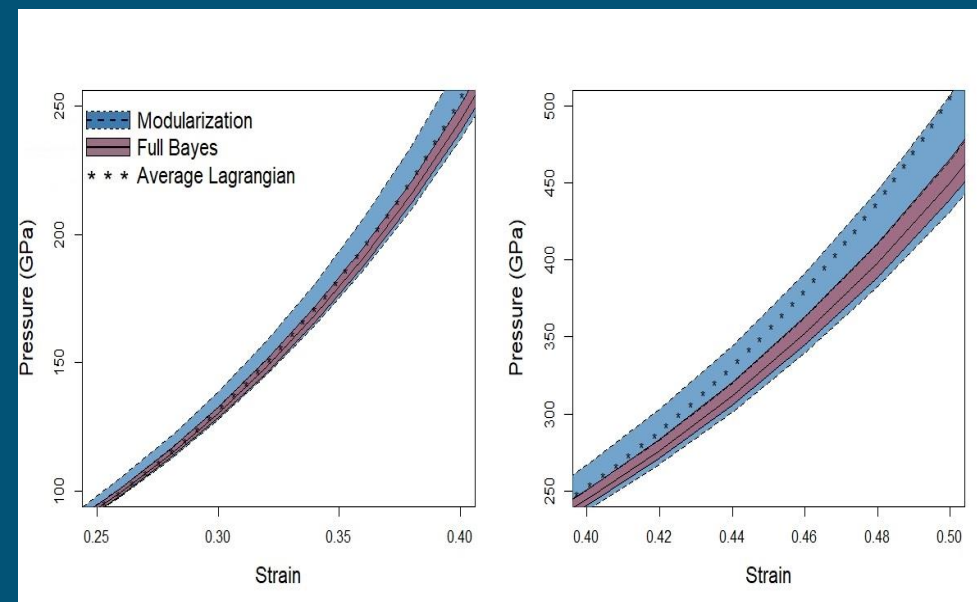 Modularization
Full Bayes
* * * Average Lagrangian
Pressure (GPa)
250
200
150
100
0.25 0.30 0.35 0.40
Strain
Pressure (GPa)
500
450
400
350
300
250
0.40 0.42 0.44 0.46 0.48 0.50
Strain